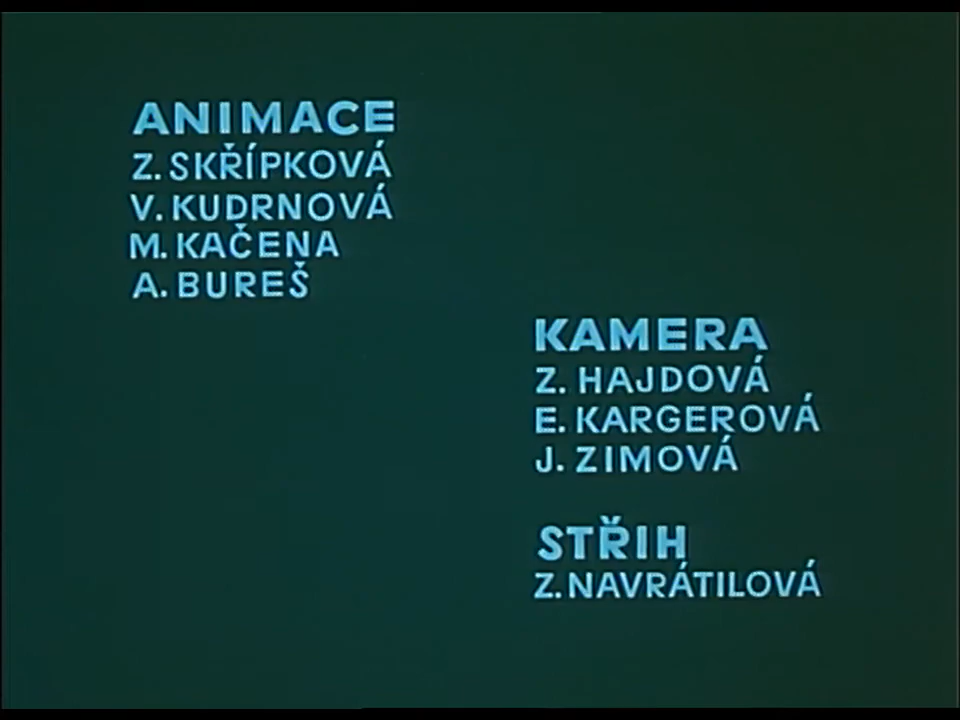 ANIMACE
Z. SKŘÍPKOVÁ
V. KUDRNOVÁ
M. KAČENA
A. BUREŠ
KAMERA
Z. HAJDOVÁ
E. KARGEROVÁ
J. ZIMOVÁ
STŘIH
Z. NAVRÁTILOVÁ